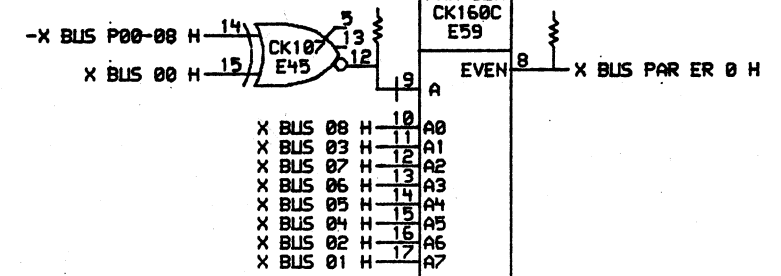 CK160C
E59
-X BUS P00-08 H 14 5
CK107 13
E45 12
X BUS 00 H 15
EVEN 8 X BUS PAR ER 0 H
9 A
X BUS 08 H 10 A0
X BUS 03 H 11 A1
X BUS 07 H 12 A2
X BUS 06 H 13 A3
X BUS 05 H 14 A4
X BUS 04 H 15 A5
X BUS 02 H 16 A6
X BUS 01 H 17 A7